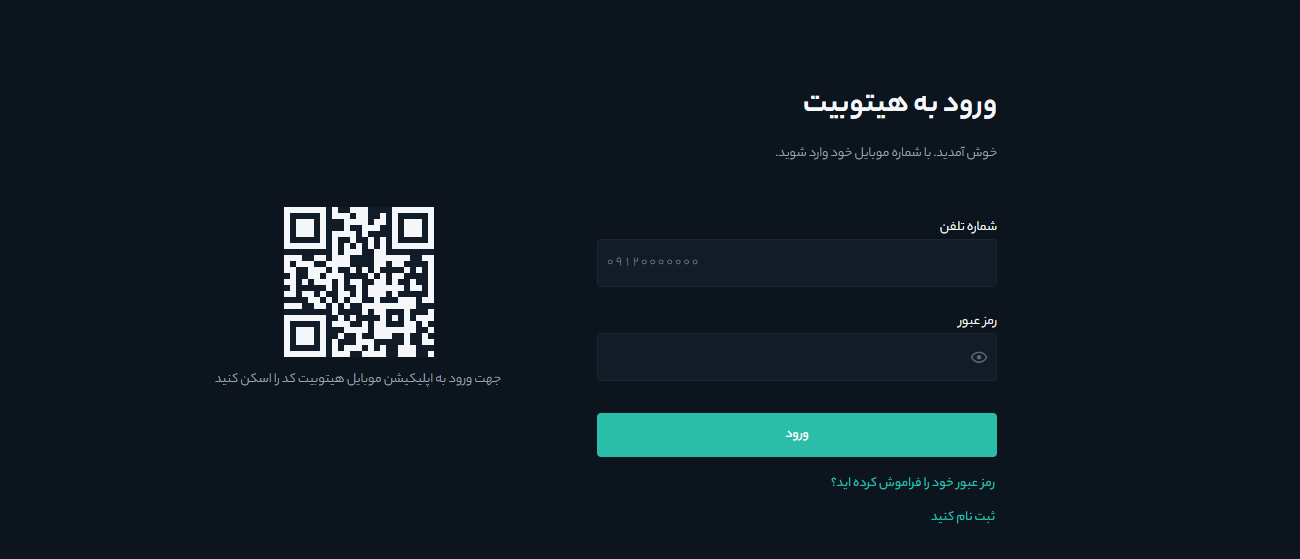 ورود به هیتوبیت
خوش آمدید. با شماره موبایل خود وارد شوید.
شماره تلفن
۰۹۱۲۰۰۰۰۰۰۰
رمز عبور
ورود
رمز عبور خود را فراموش کرده اید؟
ثبت نام کنید
جهت ورود به اپلیکیشن موبایل هیتوبیت کد را اسکن کنید